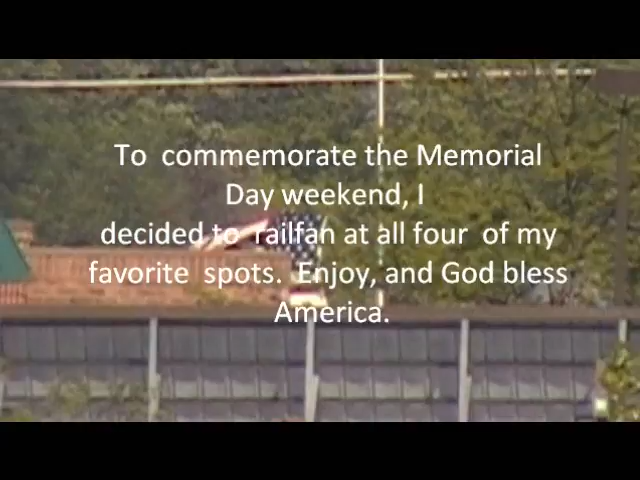 To commemorate the Memorial
Day weekend, I
decided to railfan at all four of my
favorite spots. Enjoy, and God bless
America.